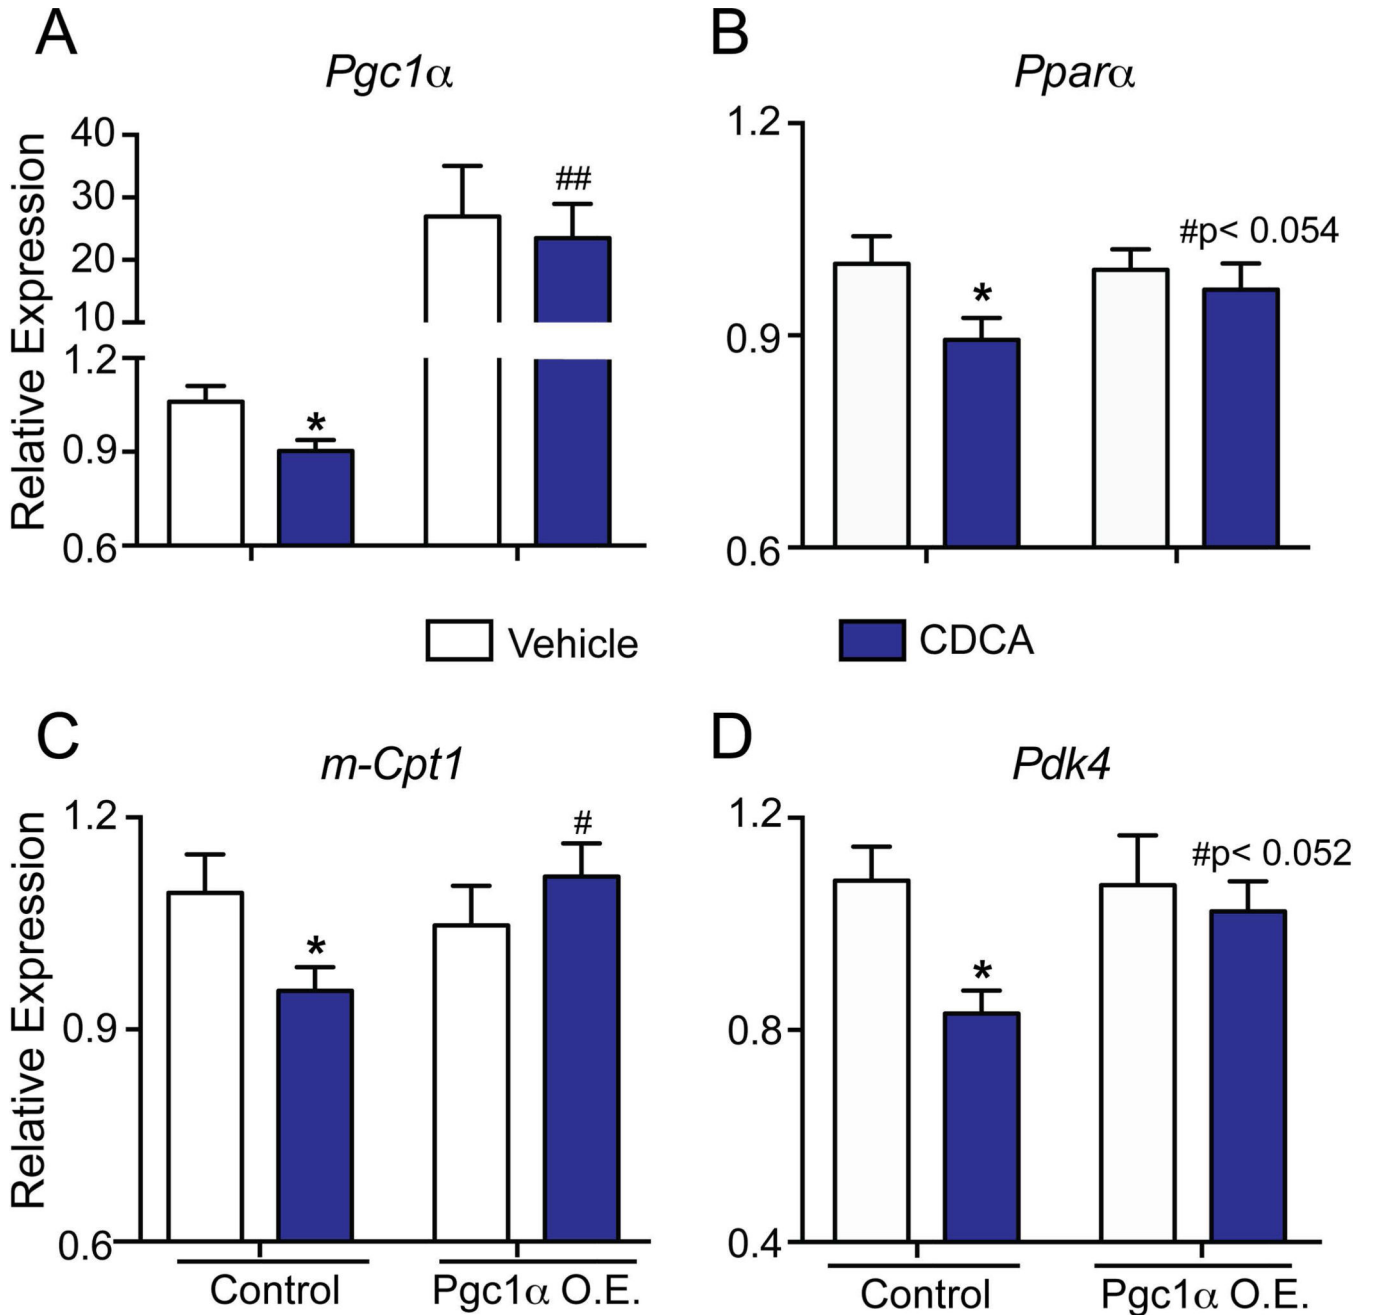 A
Pgc1α
Relative Expression
40
30
20
10
1.2
0.9
0.6
*
##
B
Pparα
1.2
0.9
0.6
*
#p< 0.054
Vehicle
CDCA
C
m-Cpt1
Relative Expression
1.2
0.9
0.6
*
#
Control
Pgc1α O.E.
D
Pdk4
1.2
0.8
0.4
*
#p< 0.052
Control
Pgc1α O.E.